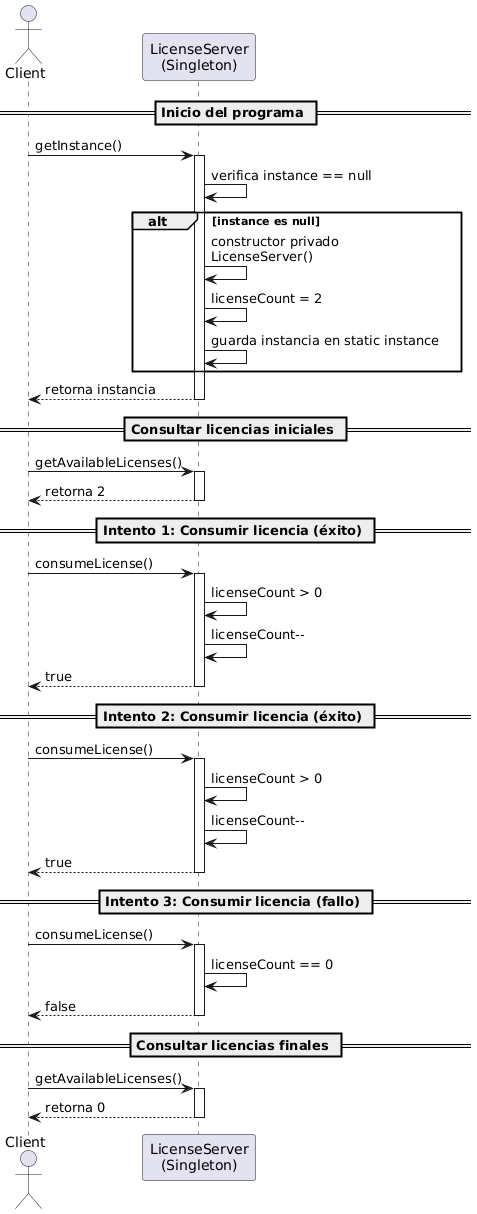 Client
LicenseServer
(Singleton)
Inicio del programa
getInstance()
verifica instance == null
alt [instance es null]
constructor privado
LicenseServer()
licenseCount = 2
guarda instancia en static instance
retorna instancia
Consultar licencias iniciales
getAvailableLicenses()
retorna 2
Intento 1: Consumir licencia (éxito)
consumeLicense()
licenseCount > 0
licenseCount--
true
Intento 2: Consumir licencia (éxito)
consumeLicense()
licenseCount > 0
licenseCount--
true
Intento 3: Consumir licencia (fallo)
consumeLicense()
licenseCount == 0
false
Consultar licencias finales
getAvailableLicenses()
retorna 0
Client
LicenseServer
(Singleton)